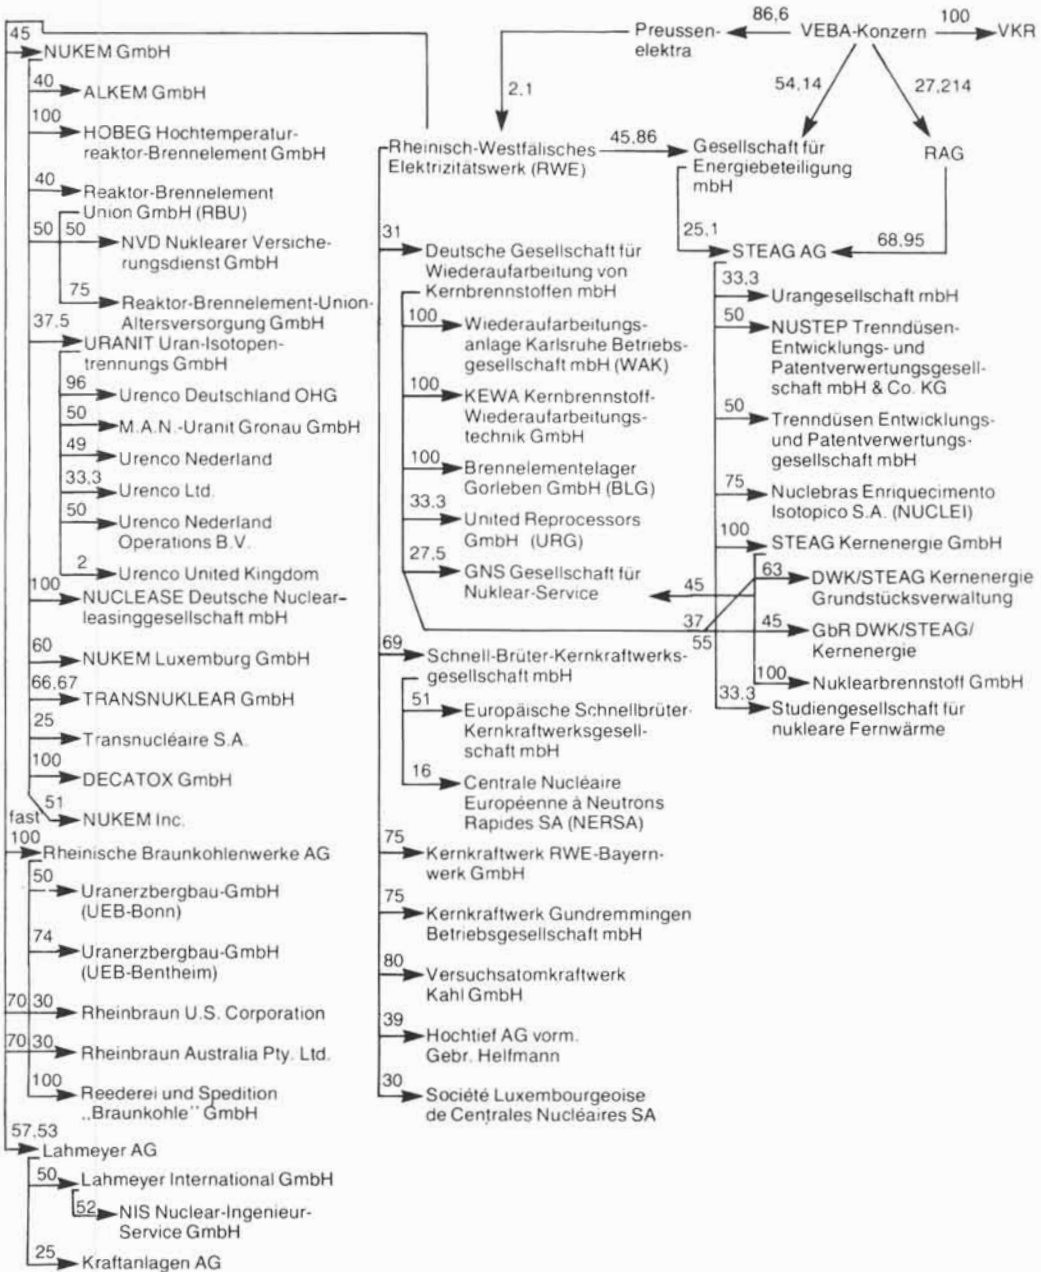 86,6
100
Preussen-
elektra
VEBA-Konzern
VKR
2,1
54,14
27,214
Rheinisch-Westfälisches
Elektrizitätswerk (RWE)
45,86
Gesellschaft für
Energiebeteiligung
mbH
RAG
25,1
68,95
STEAG AG
45
NUKEM GmbH
40
ALKEM GmbH
100
HOBEG Hochtemperatur-
reaktor-Brennelement GmbH
40
Reaktor-Brennelement
Union GmbH (RBU)
50
50
NVD Nuklearer Versiche-
rungsdienst GmbH
75
Reaktor-Brennelement-Union-
Altersversorgung GmbH
37,5
URANIT Uran-Isotopen-
trennungs GmbH
96
Urenco Deutschland OHG
50
M.A.N.-Uranit Gronau GmbH
49
Urenco Nederland
33,3
Urenco Ltd.
50
Urenco Nederland
Operations B.V.
2
Urenco United Kingdom
100
NUCLEASE Deutsche Nuclear-
leasinggesellschaft mbH
60
NUKEM Luxemburg GmbH
66,67
TRANSNUKLEAR GmbH
25
Transnucléaire S.A.
100
DECATOX GmbH
51
NUKEM Inc.
fast
100
Rheinische Braunkohlenwerke AG
50
Uranerzbergbau-GmbH
(UEB-Bonn)
74
Uranerzbergbau-GmbH
(UEB-Bentheim)
70 30
Rheinbraun U.S. Corporation
70 30
Rheinbraun Australia Pty. Ltd.
100
Reederei und Spedition
„Braunkohle" GmbH
57,53
Lahmeyer AG
50
Lahmeyer International GmbH
52
NIS Nuclear-Ingenieur-
Service GmbH
25
Kraftanlagen AG
31
Deutsche Gesellschaft für
Wiederaufarbeitung von
Kernbrennstoffen mbH
100
Wiederaufarbeitungs-
anlage Karlsruhe Betriebs-
gesellschaft mbH (WAK)
100
KEWA Kernbrennstoff-
Wiederaufarbeitungs-
technik GmbH
100
Brennelementelager
Gorleben GmbH (BLG)
33.3
United Reprocessors
GmbH (URG)
27,5
GNS Gesellschaft für
Nuklear-Service
69
Schnell-Brüter-Kernkraftwerks-
gesellschaft mbH
51
Europäische Schnellbrüter-
Kernkraftwerksgesell-
schaft mbH
16
Centrale Nucléaire
Européenne à Neutrons
Rapides SA (NERSA)
75
Kernkraftwerk RWE-Bayern-
werk GmbH
75
Kernkraftwerk Gundremmingen
Betriebsgesellschaft mbH
80
Versuchsatomkraftwerk
Kahl GmbH
39
Hochtief AG vorm.
Gebr. Helfmann
30
Société Luxembourgeoise
de Centrales Nucléaires SA
33,3
Urangesellschaft mbH
50
NUSTEP Trenndüsen-
Entwicklungs- und
Patentverwertungsgesell-
schaft mbH & Co. KG
50
Trenndüsen Entwicklungs-
und Patentverwertungs-
gesellschaft mbH
75
Nuclebras Enriquecimento
Isotopico S.A. (NUCLEI)
100
STEAG Kernenergie GmbH
45
63
DWK/STEAG Kernenergie
Grundstücksverwaltung
37
55
45
GbR DWK/STEAG/
Kernenergie
100
Nuklearbrennstoff GmbH
33.3
Studiengesellschaft für
nukleare Fernwärme